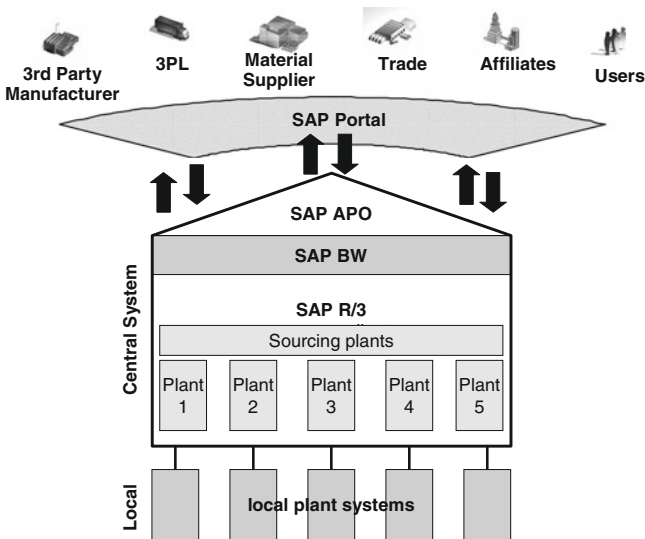 3rd Party
Manufacturer
3PL
Material
Supplier
Trade
Affiliates
Users
SAP Portal
SAP APO
SAP BW
SAP R/3
Sourcing plants
Plant
1
Plant
2
Plant
3
Plant
4
Plant
5
Central System
local plant systems
Local